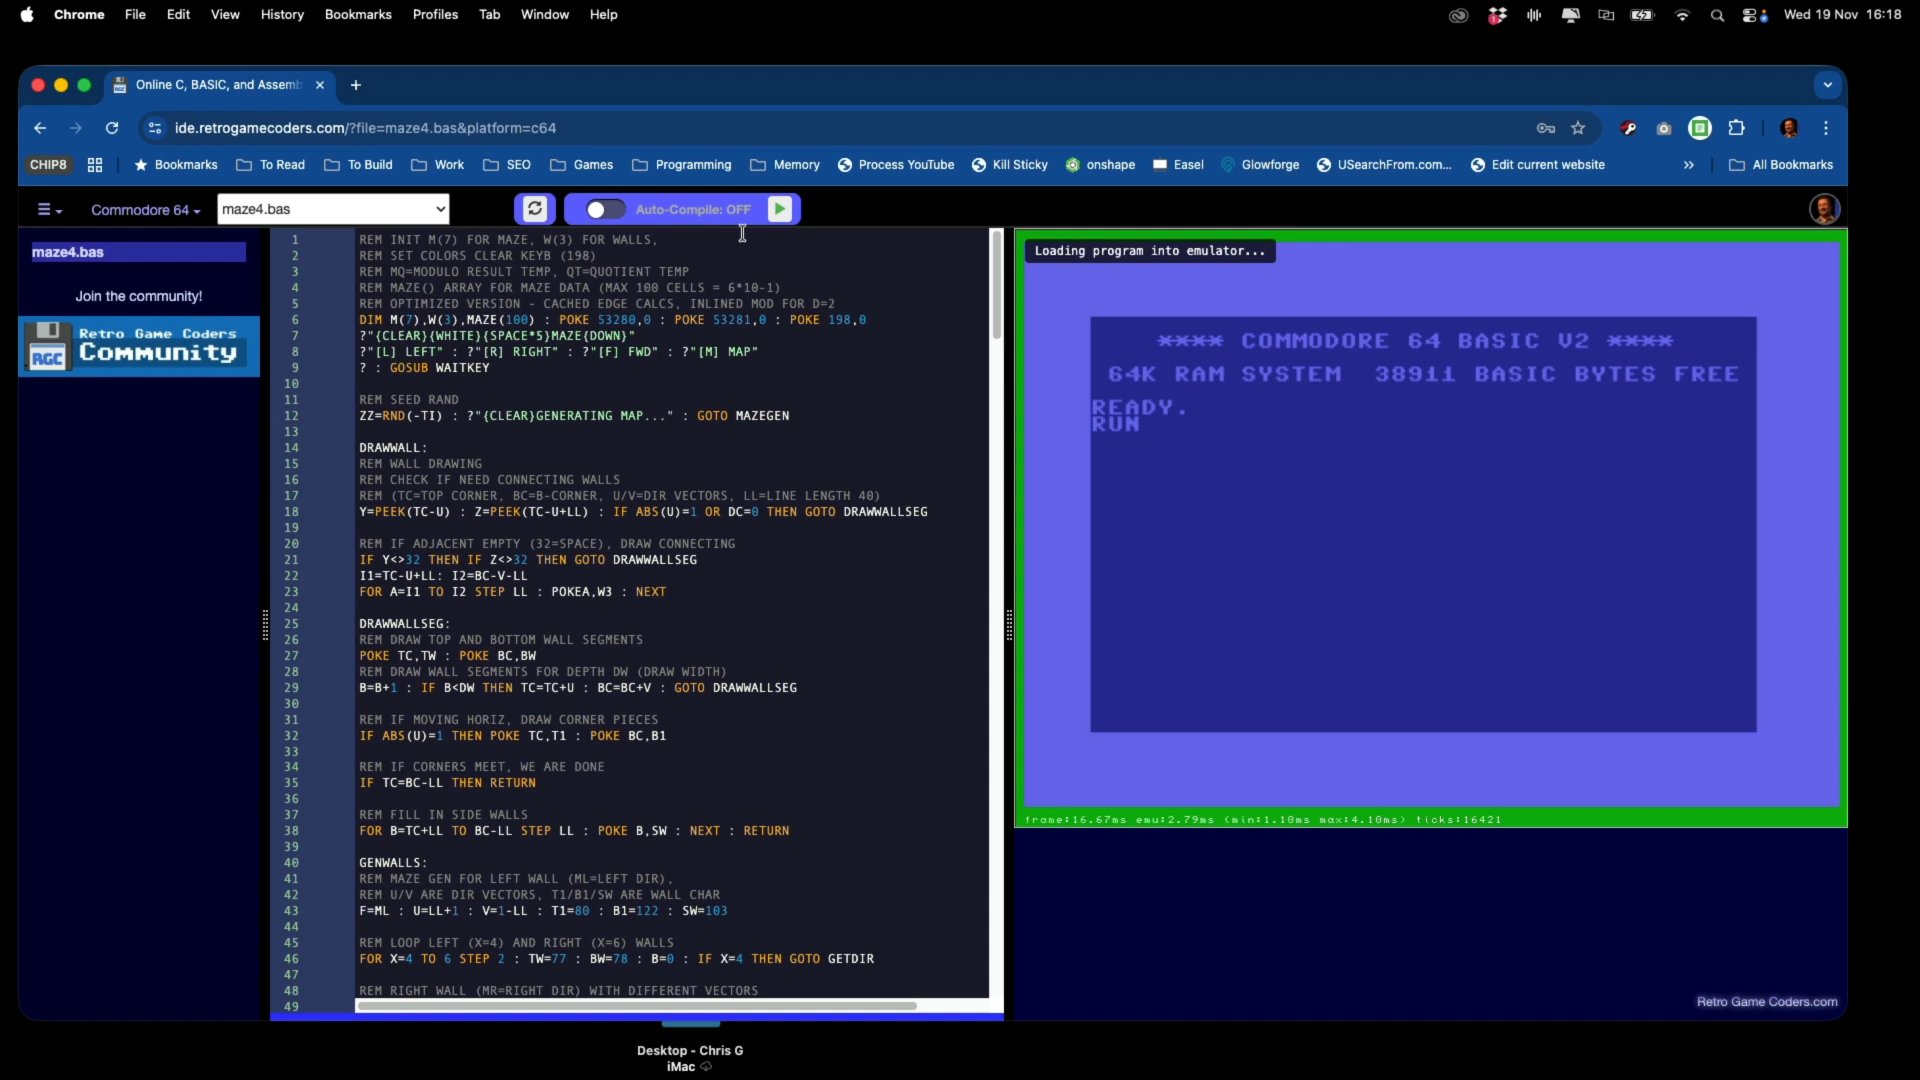 Chrome File Edit View History Bookmarks Profiles Tab Window Help
1
Wed 19 Nov 16:18
Online C, BASIC, and Assemb
ide.retrogamecoders.com/?file=maze4.bas&platform=c64
CHIP8 Bookmarks To Read To Build Work SEO Games Programming Memory Process YouTube Kill Sticky onshape Easel Glowforge USearchFrom.com... Edit current website » All Bookmarks
Commodore 64 maze4.bas Auto-Compile: OFF
maze4.bas
Join the community!
RGC
Retro Game Coders
Community
1 REM INIT M(7) FOR MAZE, W(3) FOR WALLS,
2 REM SET COLORS CLEAR KEYB (198)
3 REM MQ=MODULO RESULT TEMP, QT=QUOTIENT TEMP
4 REM MAZE() ARRAY FOR MAZE DATA (MAX 100 CELLS = 6*10-1)
5 REM OPTIMIZED VERSION - CACHED EDGE CALCS, INLINED MOD FOR D=2
6 DIM M(7),W(3),MAZE(100) : POKE 53280,0 : POKE 53281,0 : POKE 198,0
7 ?"{CLEAR}{WHITE}{SPACE*5}MAZE{DOWN}"
8 ?"[L] LEFT" : ?"[R] RIGHT" : ?"[F] FWD" : ?"[M] MAP"
9 ? : GOSUB WAITKEY
10
11 REM SEED RAND
12 ZZ=RND(-TI) : ?"{CLEAR}GENERATING MAP..." : GOTO MAZEGEN
13
14 DRAWWALL:
15 REM WALL DRAWING
16 REM CHECK IF NEED CONNECTING WALLS
17 REM (TC=TOP CORNER, BC=B-CORNER, U/V=DIR VECTORS, LL=LINE LENGTH 40)
18 Y=PEEK(TC-U) : Z=PEEK(TC-U+LL) : IF ABS(U)=1 OR DC=0 THEN GOTO DRAWWALLSEG
19
20 REM IF ADJACENT EMPTY (32=SPACE), DRAW CONNECTING
21 IF Y<>32 THEN IF Z<>32 THEN GOTO DRAWWALLSEG
22 I1=TC-U+LL: I2=BC-V-LL
23 FOR A=I1 TO I2 STEP LL : POKEA,W3 : NEXT
24
25 DRAWWALLSEG:
26 REM DRAW TOP AND BOTTOM WALL SEGMENTS
27 POKE TC,TW : POKE BC,BW
28 REM DRAW WALL SEGMENTS FOR DEPTH DW (DRAW WIDTH)
29 B=B+1 : IF B<DW THEN TC=TC+U : BC=BC+V : GOTO DRAWWALLSEG
30
31 REM IF MOVING HORIZ, DRAW CORNER PIECES
32 IF ABS(U)=1 THEN POKE TC,T1 : POKE BC,B1
33
34 REM IF CORNERS MEET, WE ARE DONE
35 IF TC=BC-LL THEN RETURN
36
37 REM FILL IN SIDE WALLS
38 FOR B=TC+LL TO BC-LL STEP LL : POKE B,SW : NEXT : RETURN
39
40 GENWALLS:
41 REM MAZE GEN FOR LEFT WALL (ML=LEFT DIR),
42 REM U/V ARE DIR VECTORS, T1/B1/SW ARE WALL CHAR
43 F=ML : U=LL+1 : V=1-LL : T1=80 : B1=122 : SW=103
44
45 REM LOOP LEFT (X=4) AND RIGHT (X=6) WALLS
46 FOR X=4 TO 6 STEP 2 : TW=77 : BW=78 : B=0 : IF X=4 THEN GOTO GETDIR
47
48 REM RIGHT WALL (MR=RIGHT DIR) WITH DIFFERENT VECTORS
49
Loading program into emulator...
**** COMMODORE 64 BASIC V2 ****
64K RAM SYSTEM 38911 BASIC BYTES FREE
READY.
RUN
frame:16.67ms emu:2.79ms (min:1.10ms max:4.10ms) ticks:16421
Retro Game Coders.com
Desktop - Chris G
iMac